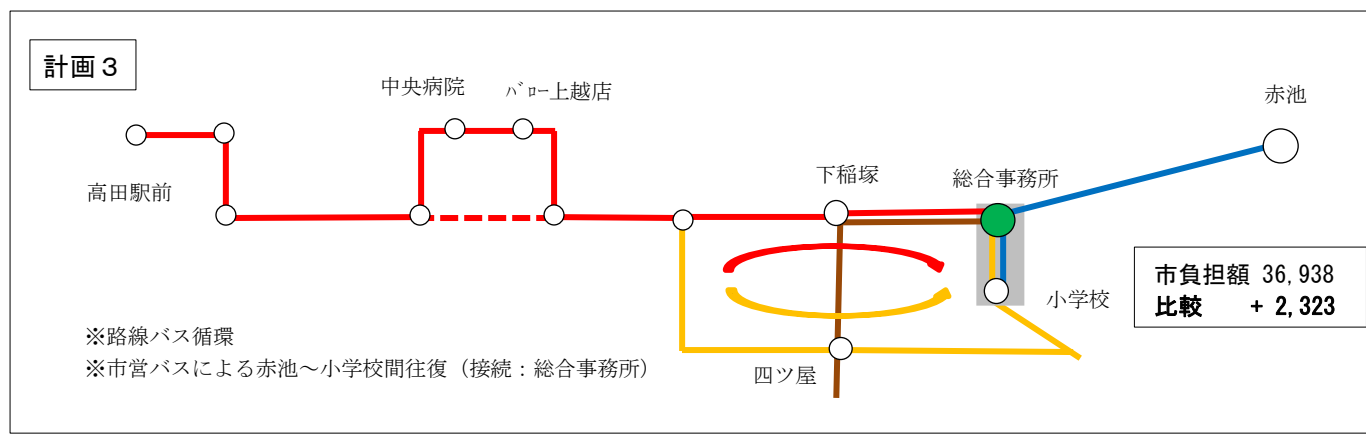 計画３
中央病院
ﾊﾞﾛｰ上越店
赤池
高田駅前
下稲塚
総合事務所
小学校
市負担額 36,938
比較 + 2,323
※路線バス循環
※市営バスによる赤池～小学校間往復（接続：総合事務所）
四ツ屋